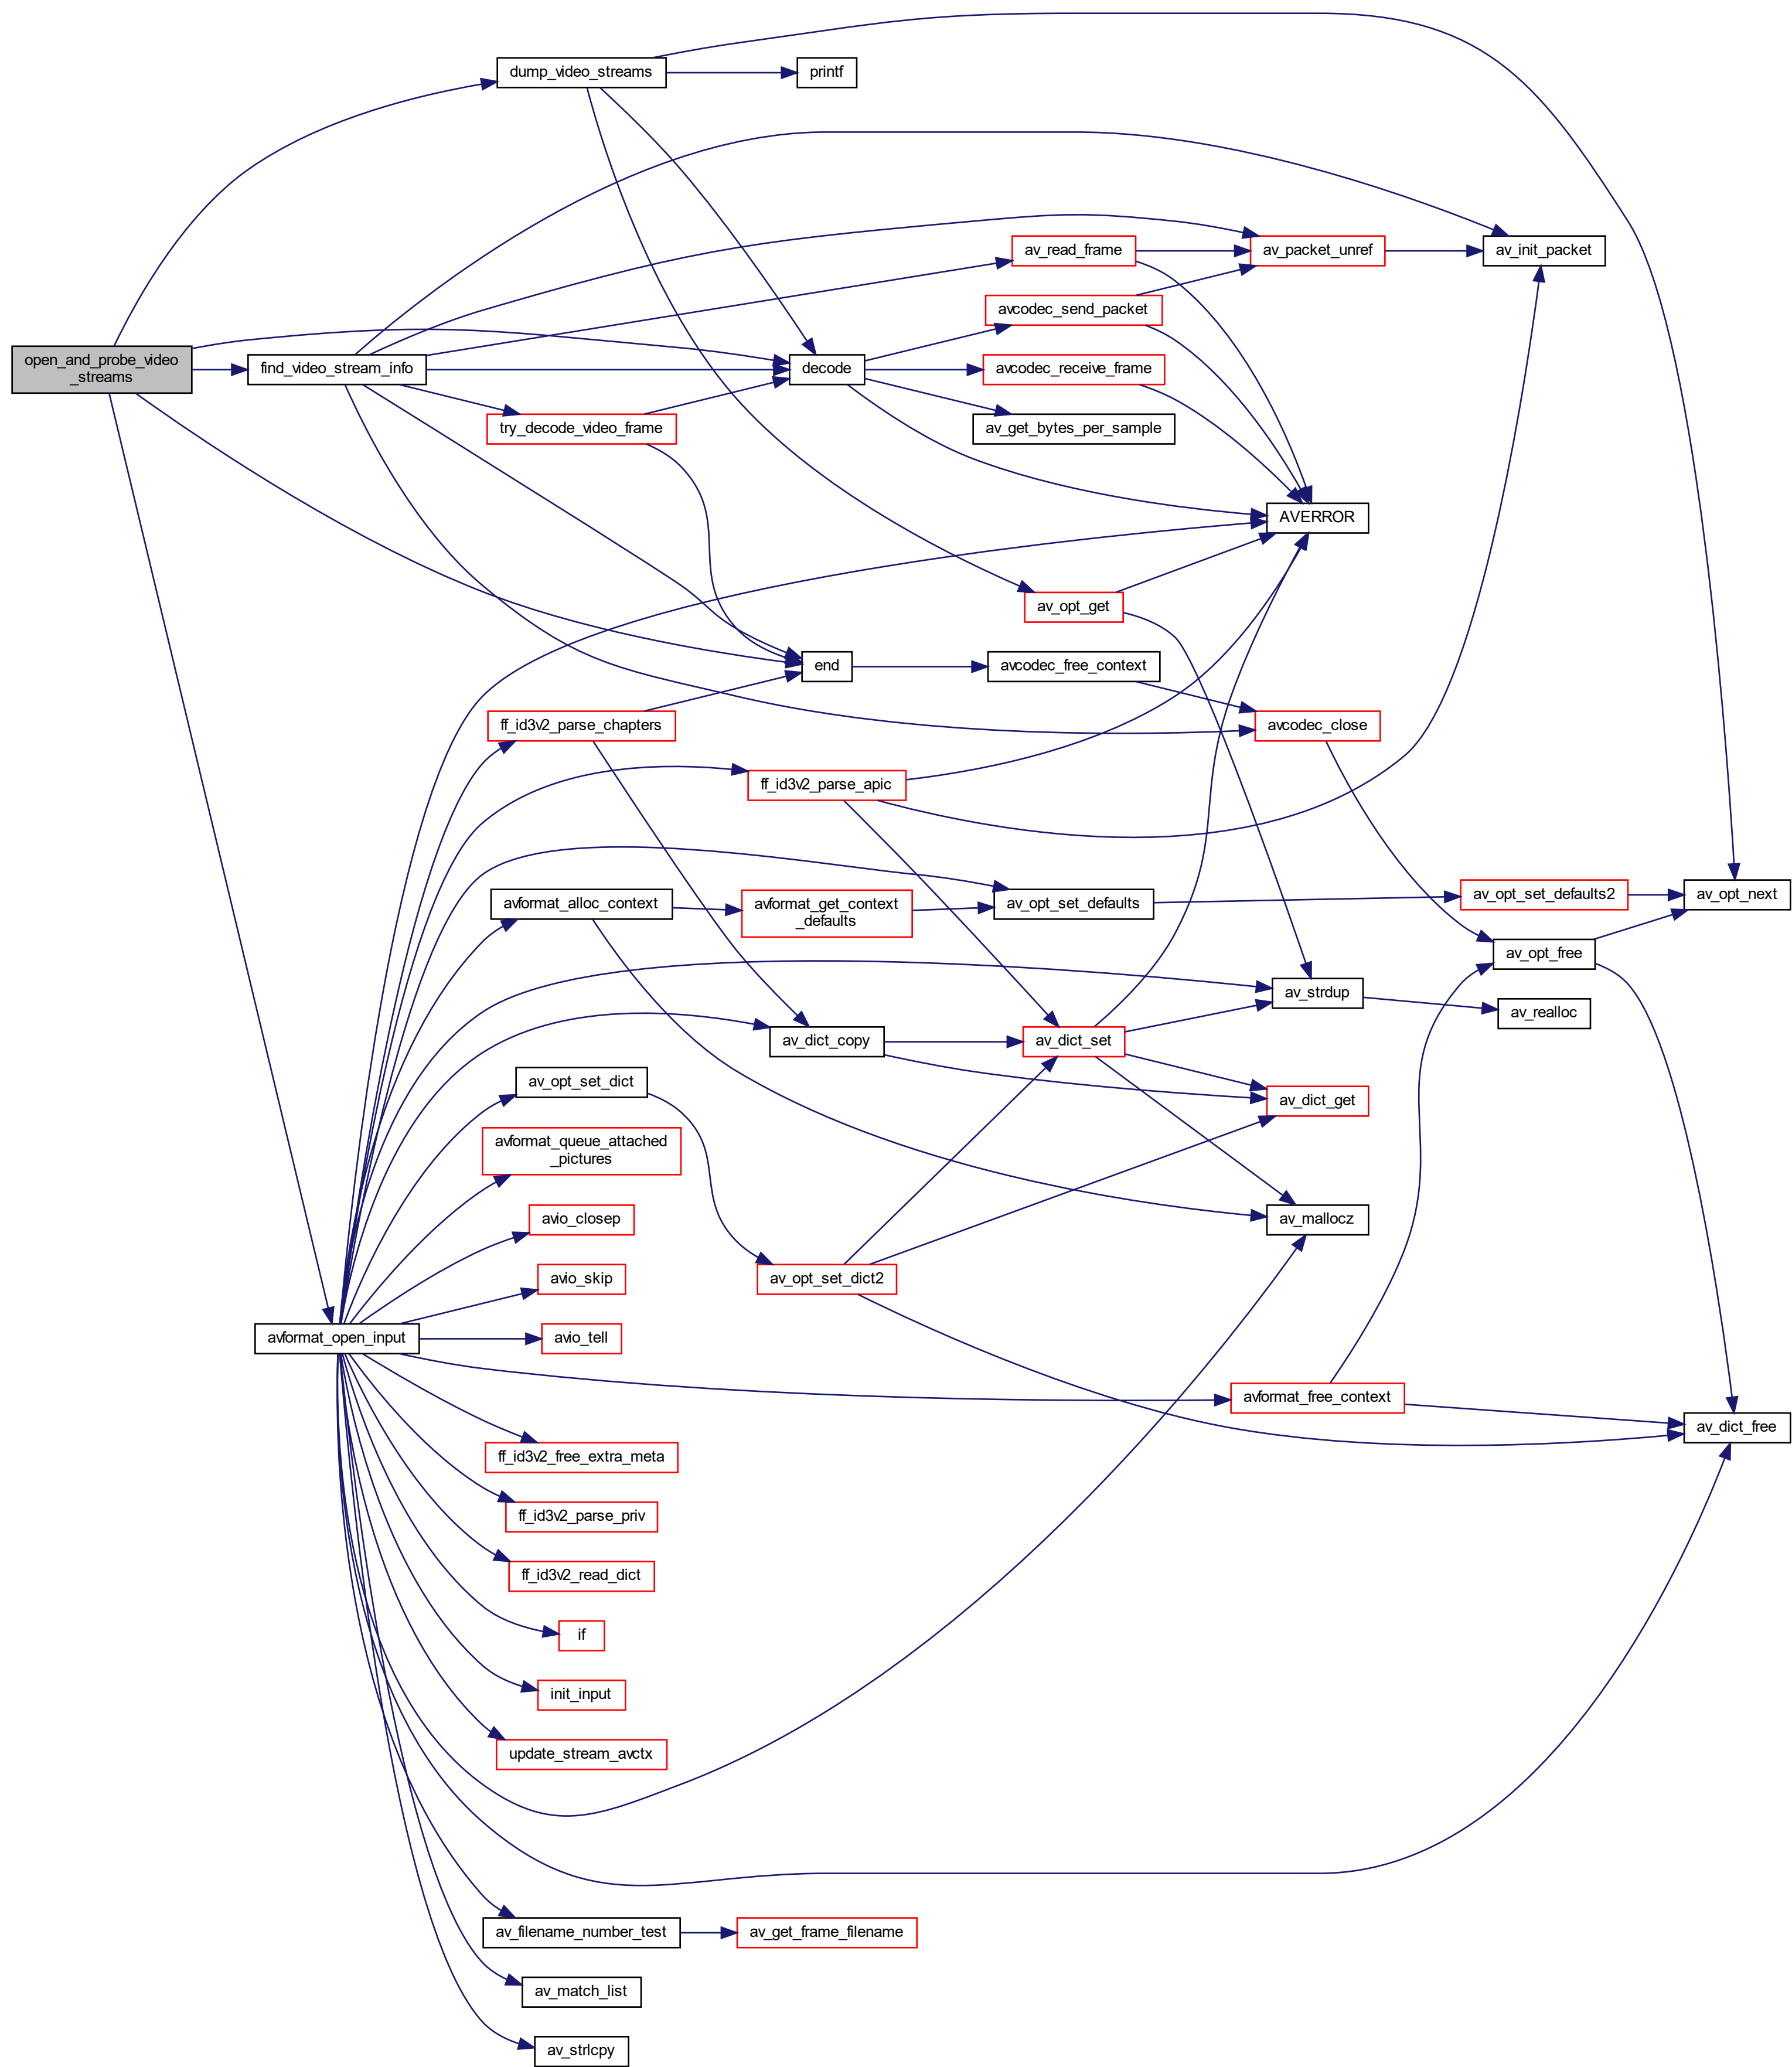 dump_video_streams
printf
av_read_frame
av_packet_unref
av_init_packet
avcodec_send_packet
open_and_probe_video
_streams
find_video_stream_info
decode
avcodec_receive_frame
try_decode_video_frame
av_get_bytes_per_sample
AVERROR
av_opt_get
end
avcodec_free_context
ff_id3v2_parse_chapters
avcodec_close
ff_id3v2_parse_apic
avformat_alloc_context
avformat_get_context
_defaults
av_opt_set_defaults
av_opt_set_defaults2
av_opt_next
av_opt_free
av_strdup
av_realloc
av_dict_copy
av_dict_set
av_opt_set_dict
av_dict_get
avformat_queue_attached
_pictures
avio_closep
av_mallocz
avio_skip
av_opt_set_dict2
avformat_open_input
avio_tell
avformat_free_context
av_dict_free
ff_id3v2_free_extra_meta
ff_id3v2_parse_priv
ff_id3v2_read_dict
if
init_input
update_stream_avctx
av_filename_number_test
av_get_frame_filename
av_match_list
av_strlcpy